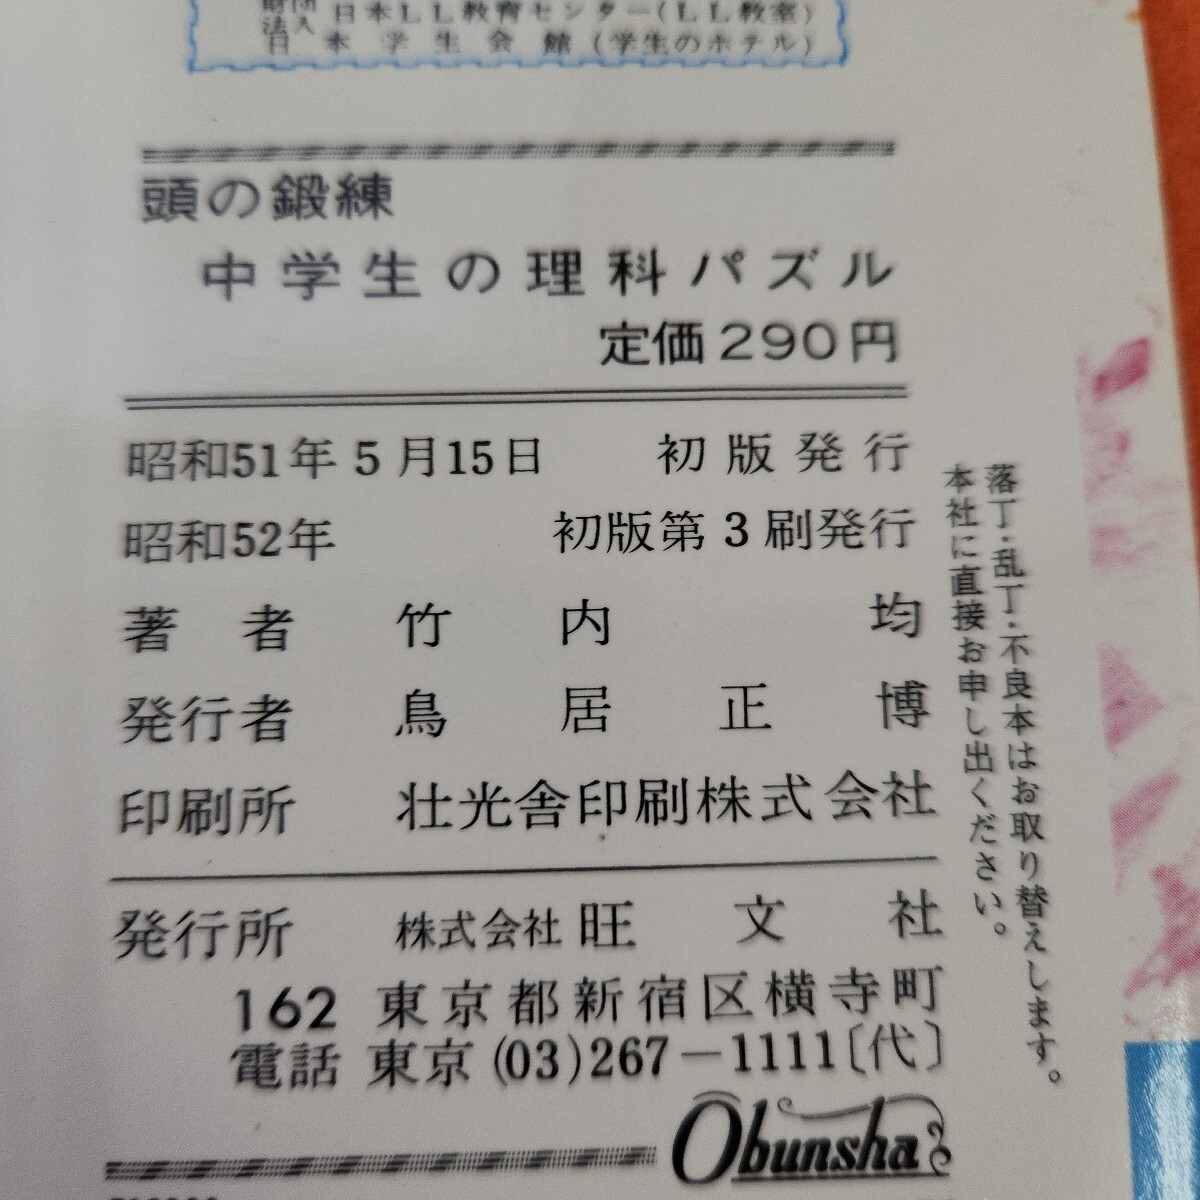 財団法人 日本LL教育センター(LL教室)
日本学生会館(学生のホテル)
頭の鍛練
中学生の理科パズル
定価290円
昭和51年5月15日 初版発行
昭和52年 初版第3刷発行
著者 竹内均
発行者 鳥居正博
印刷所 壮光舎印刷株式会社
発行所 株式会社 旺文社
162 東京都新宿区横寺町
電話 東京(03)267-1111〔代〕
Obunsha
落丁・乱丁・不良本はお取り替えします。
本社に直接お申し出ください。